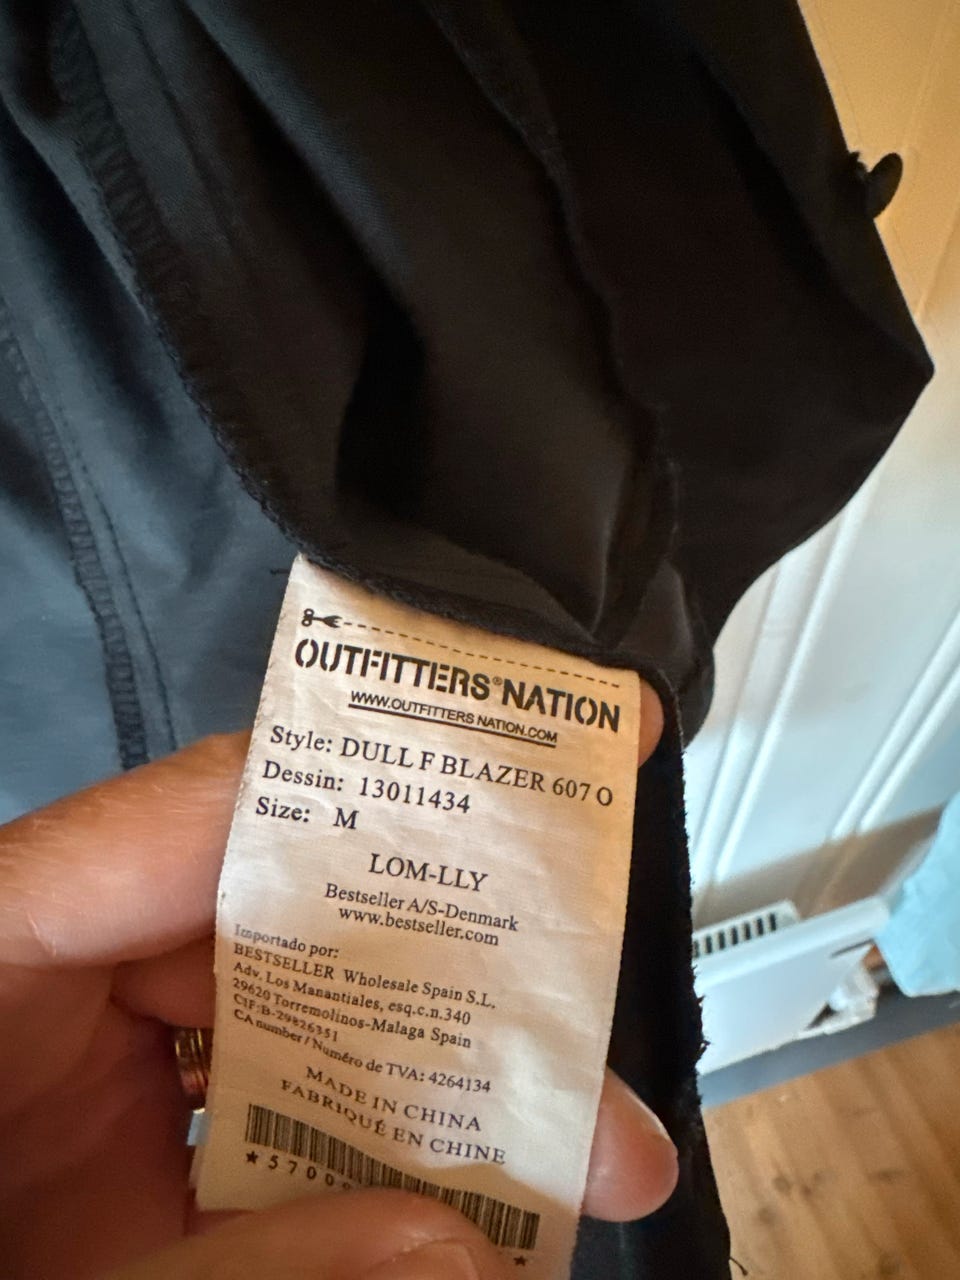 OUTFITTERS®NATION
WWW.OUTFITTERSNATION.COM
Style: DULL F BLAZER 607 O
Dessin: 13011434
Size: M
LOM-LLY
Bestseller A/S-Denmark
www.bestseller.com
Importado por:
BESTSELLER Wholesale Spain S.L.
Adv. Los Manantiales, esq.c.n.340
29620 Torremolinos-Malaga Spain
CIF:B-29826351
CA number / Numéro de TVA: 4264134
MADE IN CHINA
FABRIQUÉ EN CHINE